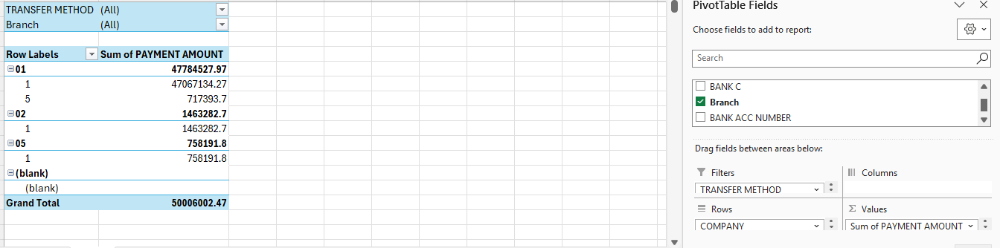 TRANSFER METHOD (All)
Branch (All)
Row Labels Sum of PAYMENT AMOUNT
01 47784527.97
1 47067134.27
5 717393.7
02 1463282.7
1 1463282.7
05 758191.8
1 758191.8
(blank)
(blank)
Grand Total 50006002.47
PivotTable Fields
Choose fields to add to report:
Search
BANK C
Branch
BANK ACC NUMBER
Drag fields between areas below:
Filters
TRANSFER METHOD
Columns
Rows
COMPANY
Σ Values
Sum of PAYMENT AMOUNT